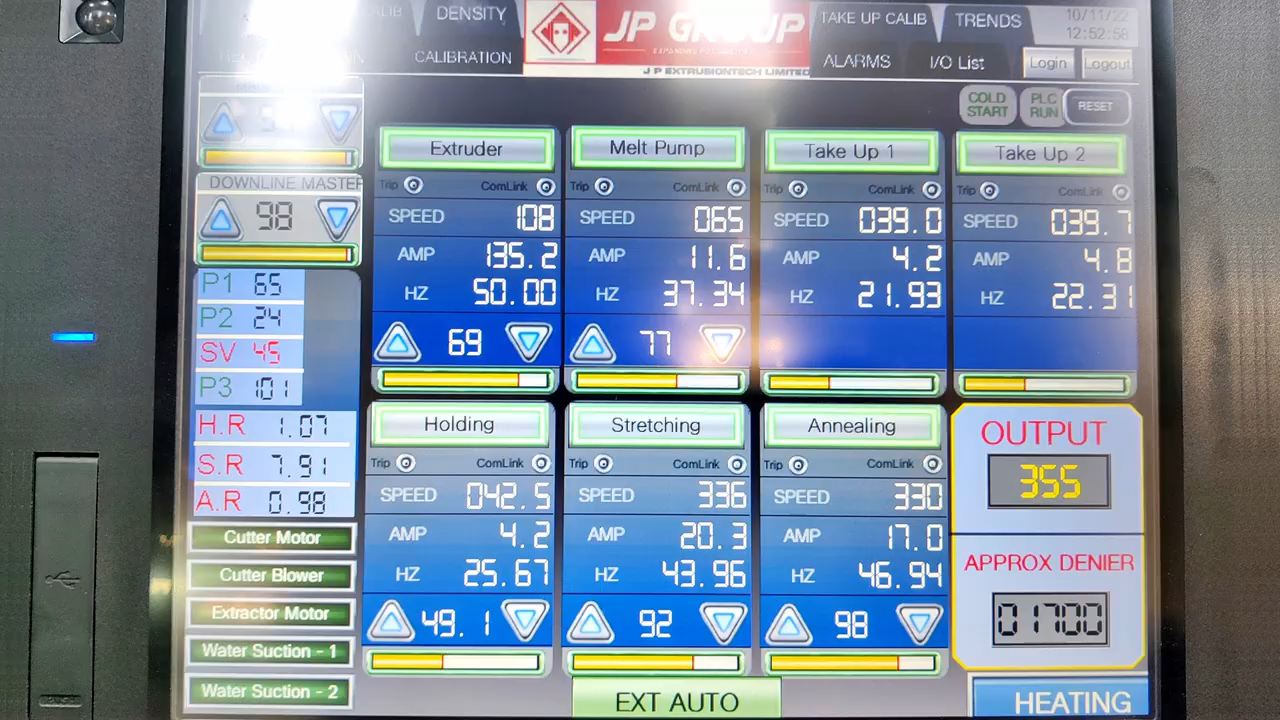 DENSITY
CALIBRATION
JP GROUP
J P EXTRUSIONTECH LIMITED
TAKE UP CALIB
TRENDS
10/11/22
12:52:58
ALARMS
I/O List
Login
Logout
COLD START
PLC RUN
RESET
DOWNLINE MASTER
98
P1 65
P2 24
SV 45
P3 101
H.R 1.07
S.R 7.91
A.R 0.98
Cutter Motor
Cutter Blower
Extractor Motor
Water Suction - 1
Water Suction - 2
Extruder
Trip ComLink
SPEED 108
AMP 135.2
HZ 50.00
69
Melt Pump
Trip ComLink
SPEED 065
AMP 11.6
HZ 37.34
77
Take Up 1
Trip ComLink
SPEED 039.0
AMP 4.2
HZ 21.93
Take Up 2
Trip ComLink
SPEED 039.7
AMP 4.8
HZ 22.31
Holding
Trip ComLink
SPEED 042.5
AMP 4.2
HZ 25.67
49.1
Stretching
Trip ComLink
SPEED 336
AMP 20.3
HZ 43.96
92
Annealing
Trip ComLink
SPEED 330
AMP 17.0
HZ 46.94
98
OUTPUT
355
APPROX DENIER
01700
EXT AUTO
HEATING